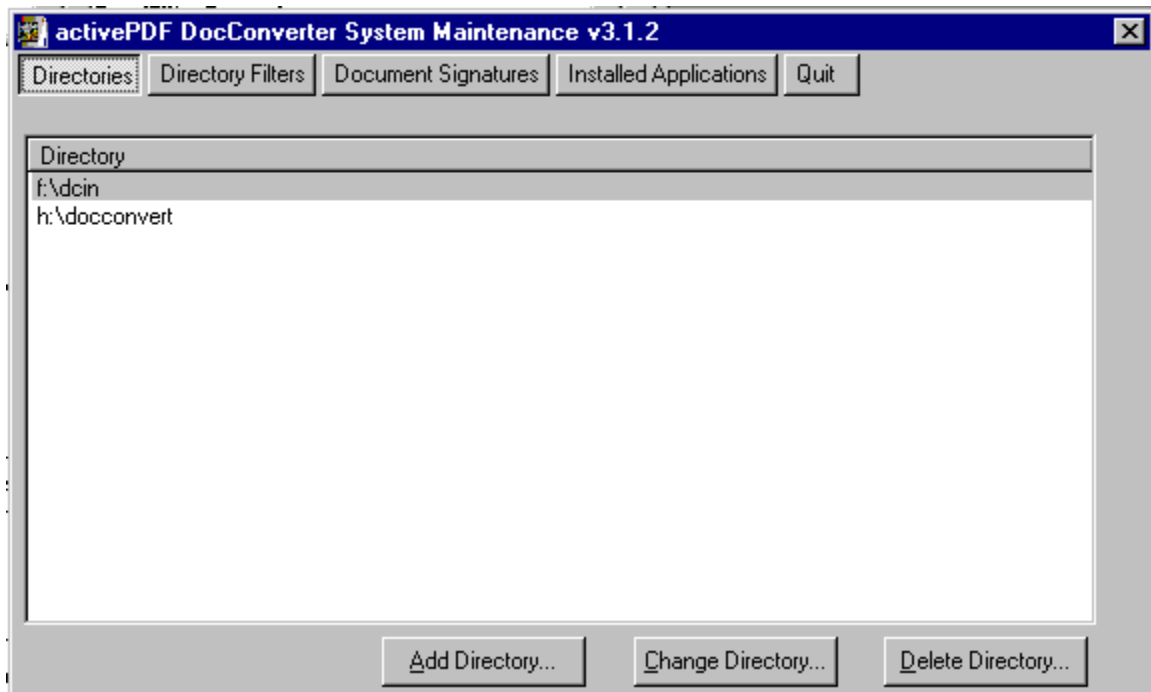 activePDF DocConverter System Maintenance v3.1.2
Directories Directory Filters Document Signatures Installed Applications Quit
Directory
f:\dcin
h:\docconvert
Add Directory... Change Directory... Delete Directory...